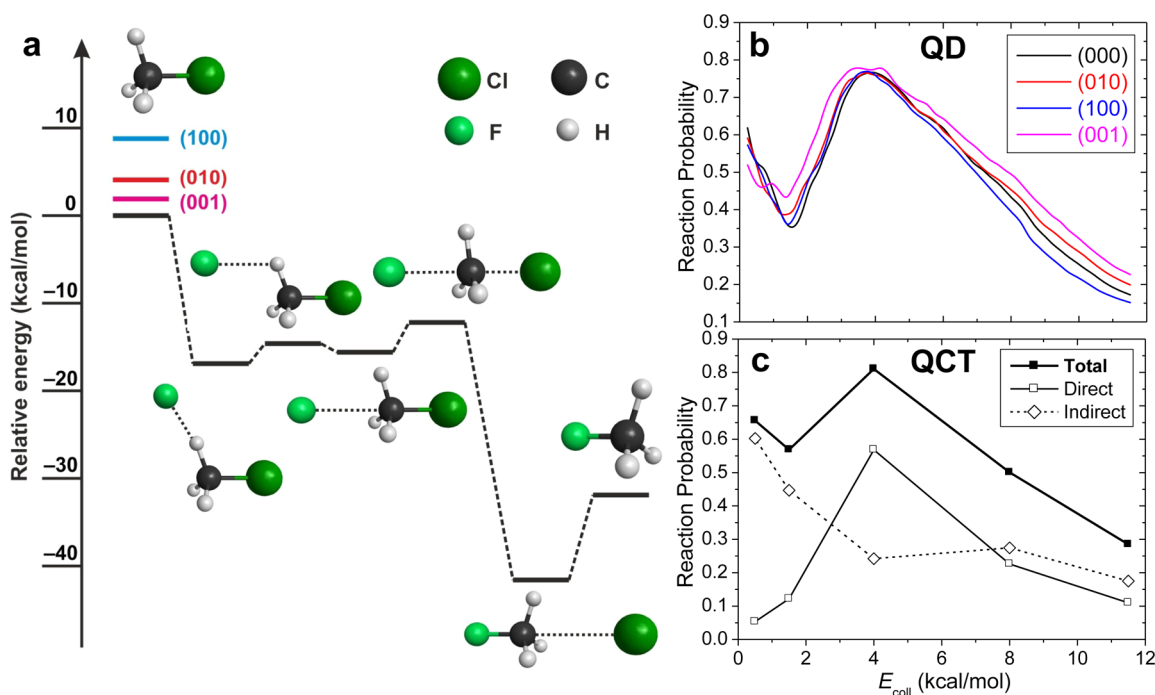 a
Relative energy (kcal/mol)
10
0
–10
–20
–30
–40
(100)
(010)
(001)
Cl
C
F
H
b
QD
(000)
(010)
(100)
(001)
Reaction Probability
0.9
0.8
0.7
0.6
0.5
0.4
0.3
0.2
0.1
c
QCT
Total
Direct
Indirect
Reaction Probability
0.9
0.8
0.7
0.6
0.5
0.4
0.3
0.2
0.1
0.0
0 2 4 6 8 10 12
E_coll (kcal/mol)